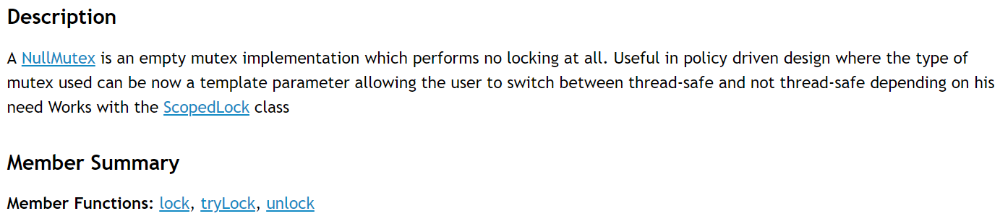 Description
A NullMutex is an empty mutex implementation which performs no locking at all. Useful in policy driven design where the type of
mutex used can be now a template parameter allowing the user to switch between thread-safe and not thread-safe depending on his
need Works with the ScopedLock class
Member Summary
Member Functions: lock, tryLock, unlock